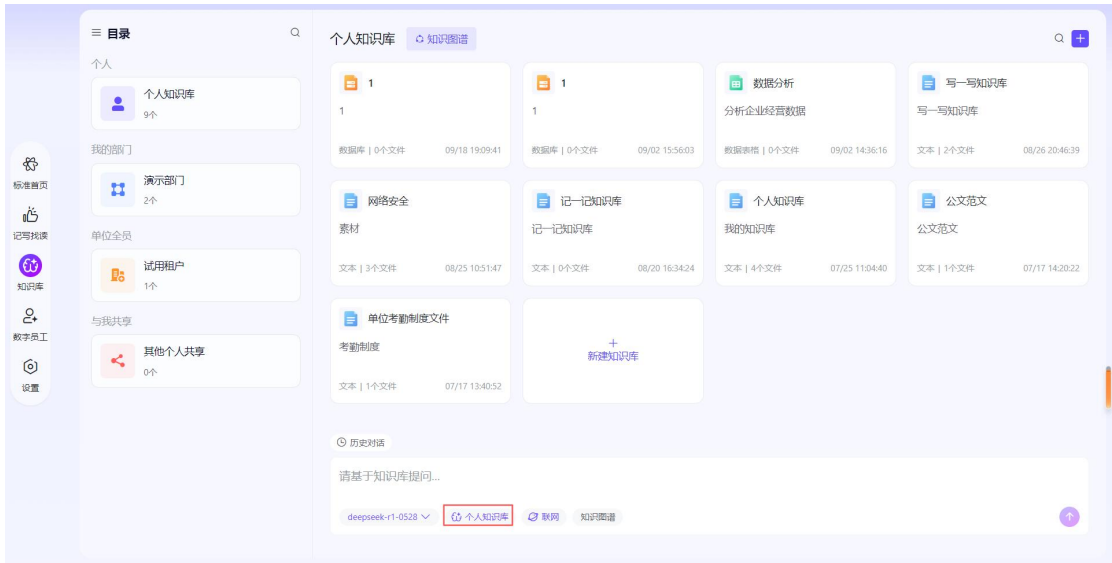 标准首页
记写找读
知识库
数字员工
设置
目录
个人
个人知识库
9个
我的部门
演示部门
2个
单位全员
试用租户
1个
与我共享
其他个人共享
0个
个人知识库 知识图谱
1
1
数据库 | 0个文件 09/18 19:09:41
1
1
数据库 | 0个文件 09/02 15:56:03
数据分析
分析企业经营数据
数据表格 | 0个文件 09/02 14:36:16
写一写知识库
写一写知识库
文本 | 2个文件 08/26 20:46:39
网络安全
素材
文本 | 3个文件 08/25 10:51:47
记一记知识库
记一记知识库
文本 | 0个文件 08/20 16:34:24
个人知识库
我的知识库
文本 | 4个文件 07/25 11:04:40
公文范文
公文范文
文本 | 1个文件 07/17 14:20:22
单位考勤制度文件
考勤制度
文本 | 1个文件 07/17 13:40:52
新建知识库
历史对话
请基于知识库提问...
deepseek-r1-0528 个人知识库 联网 知识图谱